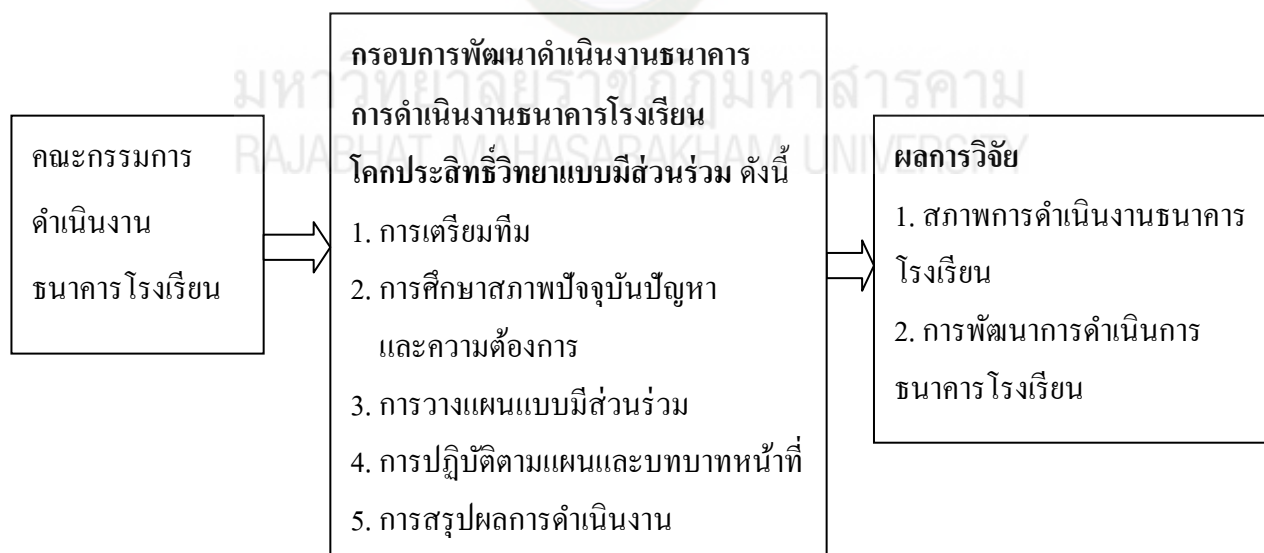 คณะกรรมการ
ดำเนินงาน
ธนาคารโรงเรียน
กรอบการพัฒนาดำเนินงานธนาคาร
การดำเนินงานธนาคารโรงเรียน
โคกประสิทธิ์วิทยาแบบมีส่วนร่วม ดังนี้
1. การเตรียมทีม
2. การศึกษาสภาพปัจจุบันปัญหา
และความต้องการ
3. การวางแผนแบบมีส่วนร่วม
4. การปฏิบัติตามแผนและบทบาทหน้าที่
5. การสรุปผลการดำเนินงาน
ผลการวิจัย
1. สภาพการดำเนินงานธนาคาร
โรงเรียน
2. การพัฒนาการดำเนินการ
ธนาคารโรงเรียน
มหาวิทยาลัยราชภัฏมหาสารคาม
RAJABHAT MAHASARAKHAM UNIVERSITY